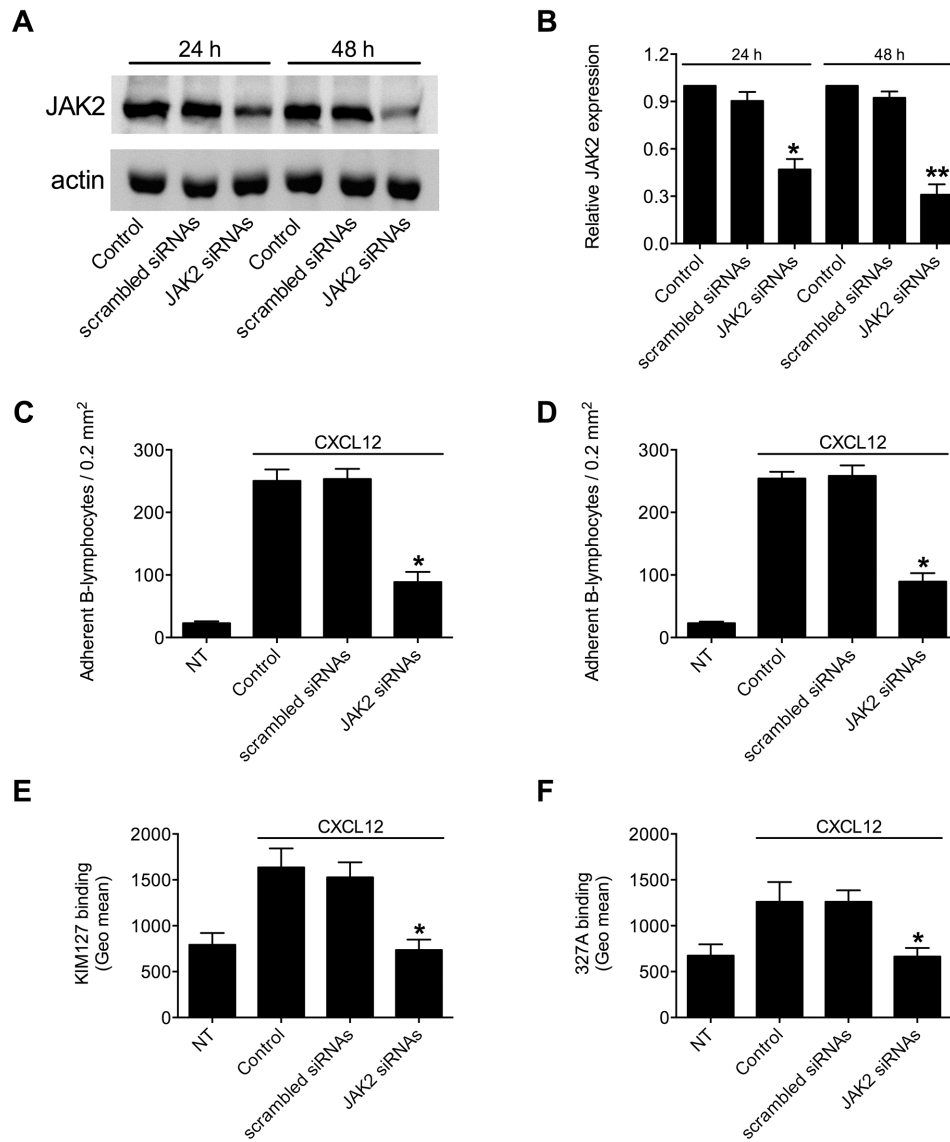 A
24 h 48 h
JAK2
actin
Control
scrambled siRNAs
JAK2 siRNAs
Control
scrambled siRNAs
JAK2 siRNAs
B
Relative JAK2 expression
24 h 48 h
1.2
0.9
0.6
0.3
0.0
*
**
Control
scrambled siRNAs
JAK2 siRNAs
Control
scrambled siRNAs
JAK2 siRNAs
C
Adherent B-lymphocytes / 0.2 mm²
CXCL12
300
200
100
0
*
NT
Control
scrambled siRNAs
JAK2 siRNAs
D
Adherent B-lymphocytes / 0.2 mm²
CXCL12
300
200
100
0
*
NT
Control
scrambled siRNAs
JAK2 siRNAs
E
KIM127 binding
(Geo mean)
CXCL12
2000
1500
1000
500
0
*
NT
Control
scrambled siRNAs
JAK2 siRNAs
F
327A binding
(Geo mean)
CXCL12
2000
1500
1000
500
0
*
NT
Control
scrambled siRNAs
JAK2 siRNAs